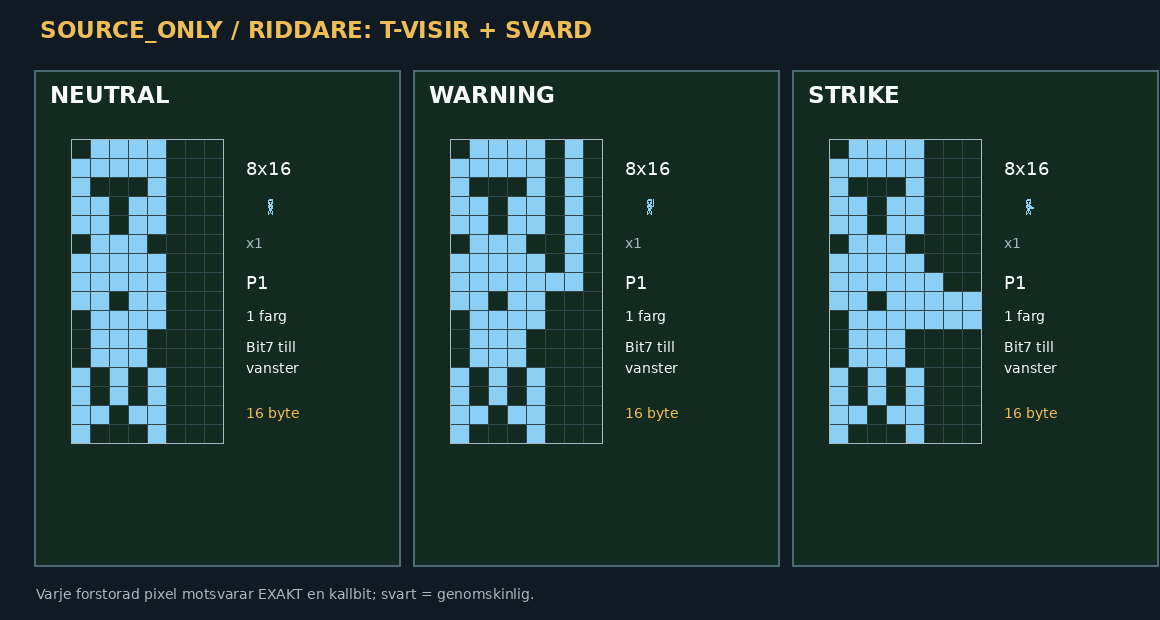 SOURCE_ONLY / RIDDARE: T-VISIR + SVARD
NEUTRAL
8x16
x1
P1
1 farg
Bit7 till
vanster
16 byte
WARNING
8x16
x1
P1
1 farg
Bit7 till
vanster
16 byte
STRIKE
8x16
x1
P1
1 farg
Bit7 till
vanster
16 byte
Varje forstorad pixel motsvarar EXAKT en kallbit; svart = genomskinlig.